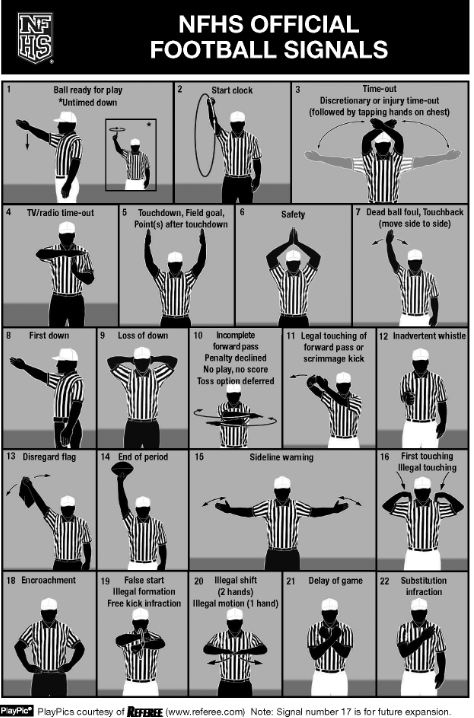 NF
HS
NFHS OFFICIAL
FOOTBALL SIGNALS
1 Ball ready for play
*Untimed down
*
2 Start clock
3 Time-out
Discretionary or injury time-out
(followed by tapping hands on chest)
4 TV/radio time-out
5 Touchdown, Field goal,
Point(s) after touchdown
6 Safety
7 Dead ball foul, Touchback
(move side to side)
8 First down
9 Loss of down
10 Incomplete
forward pass
Penalty declined
No play, no score
Toss option deferred
11 Legal touching of
forward pass or
scrimmage kick
12 Inadvertent whistle
13 Disregard flag
14 End of period
15 Sideline warning
16 First touching
Illegal touching
18 Encroachment
19 False start
Illegal formation
Free kick infraction
20 Illegal shift
(2 hands)
Illegal motion (1 hand)
21 Delay of game
22 Substitution
infraction
PlayPic PlayPics courtesy of REFEREE (www.referee.com) Note: Signal number 17 is for future expansion.